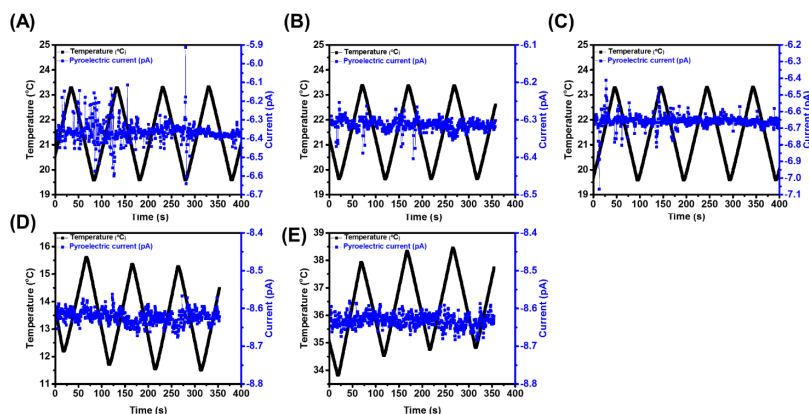 (A)
Temperature (°C)
Pyroelectric current (pA)
Temperature (°C)
25
24
23
22
21
20
19
-5.9
-6.0
-6.1
-6.2
-6.3
-6.4
-6.5
-6.6
-6.7
Current (pA)
0 50 100 150 200 250 300 350 400
Time (s)
(B)
Temperature (°C)
Pyroelectric current (pA)
Temperature (°C)
25
24
23
22
21
20
19
-6.1
-6.2
-6.3
-6.4
-6.5
Current (pA)
0 50 100 150 200 250 300 350 400
Time (s)
(C)
Temperature (°C)
Pyroelectric current (pA)
Temperature (°C)
25
24
23
22
21
20
19
-6.2
-6.3
-6.4
-6.5
-6.6
-6.7
-6.8
-6.9
-7.0
-7.1
Current (pA)
0 50 100 150 200 250 300 350 400
Time (s)
(D)
Temperature (°C)
Pyroelectric current (pA)
Temperature (°C)
16
15
14
13
12
11
-8.4
-8.5
-8.6
-8.7
-8.8
Current (pA)
0 50 100 150 200 250 300 350 400
Time (s)
(E)
Temperature (°C)
Pyroelectric current (pA)
Temperature (°C)
39
38
37
36
35
34
33
-8.4
-8.5
-8.6
-8.7
-8.8
Current (pA)
0 50 100 150 200 250 300 350 400
Time (s)